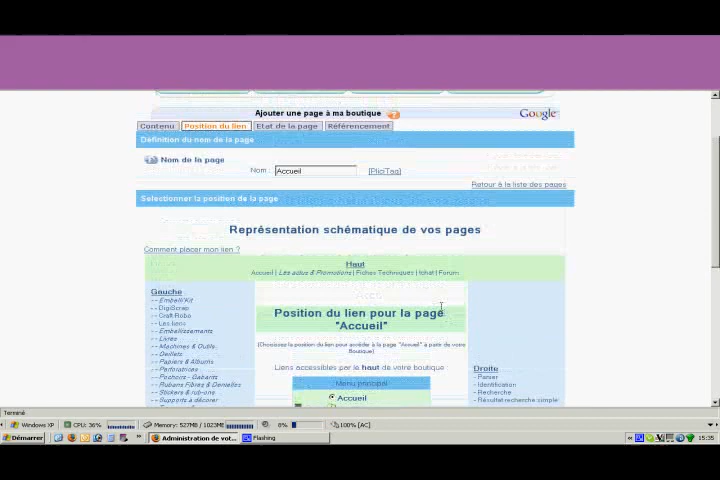 Ajouter une page à ma boutique ?
Google
Contenu Position du lien Etat de la page Référencement
Définition du nom de la page
Nom de la page
Nom : Accueil [PliciTag]
Retour à la liste des pages
Selectionner la position de la page
Représentation schématique de vos pages
Comment placer mon lien ?
Haut
Accueil | Les actus & Promotions | Fiches Techniques | tchat | Forum
Gauche
-- Embelli'Kit
-- DigiScrap
-- Craft-Robo
-- Les liens
-- Embellissements
-- Livres
-- Machines & Outils
-- Oeillets
-- Papiers & Albums
-- Perforatrices
-- Pochoirs - Gabarits
-- Rubans Fibres & Dentelles
-- Stickers & rub-ons
-- Supports à décorer
Position du lien pour la page
"Accueil"
(Choisissez la position du lien pour accéder à la page "Accueil" à partir de votre
Boutique)
Liens accessibles par le haut de votre boutique
Menu principal
Accueil
Droite
-- Panier
-- Identification
-- Recherche
-- Résultat recherche simple
Terminé
Windows XP CPU: 36% Memory: 527MB / 1023MB 8% 100% [AC]
Démarrer Administration de vot... Flashing 15:35